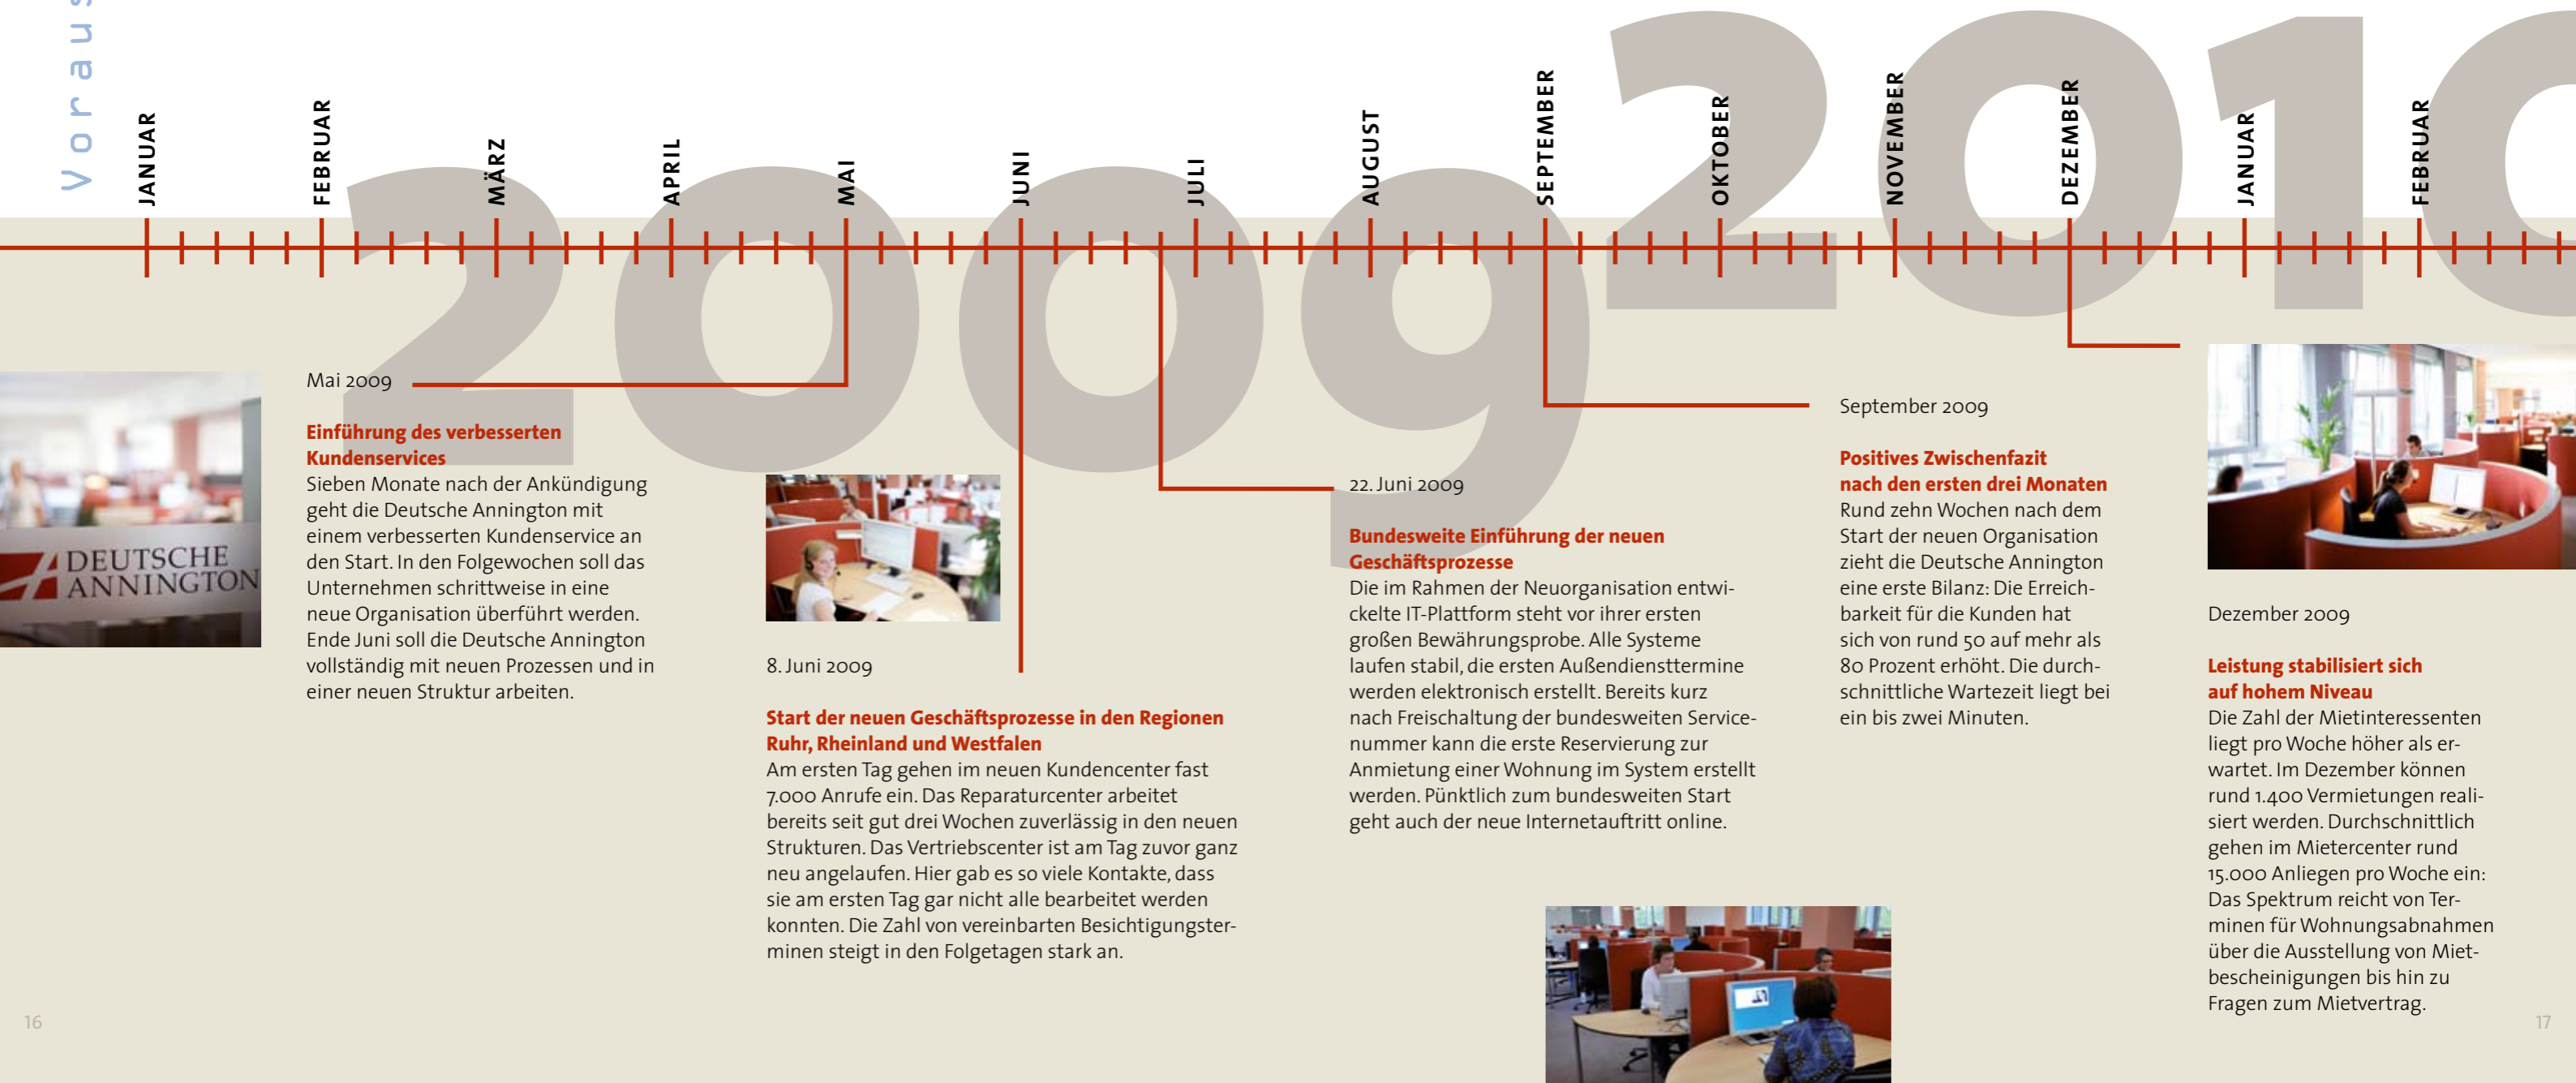 Voraus
JANUAR
FEBRUAR
MÄRZ
APRIL
MAI
JUNI
JULI
AUGUST
SEPTEMBER
OKTOBER
NOVEMBER
DEZEMBER
JANUAR
FEBRUAR
2009
2010
DEUTSCHE
ANNINGTON
Mai 2009
Einführung des verbesserten
Kundenservices
Sieben Monate nach der Ankündigung
geht die Deutsche Annington mit
einem verbesserten Kundenservice an
den Start. In den Folgewochen soll das
Unternehmen schrittweise in eine
neue Organisation überführt werden.
Ende Juni soll die Deutsche Annington
vollständig mit neuen Prozessen und in
einer neuen Struktur arbeiten.
8. Juni 2009
Start der neuen Geschäftsprozesse in den Regionen
Ruhr, Rheinland und Westfalen
Am ersten Tag gehen im neuen Kundencenter fast
7.000 Anrufe ein. Das Reparaturcenter arbeitet
bereits seit gut drei Wochen zuverlässig in den neuen
Strukturen. Das Vertriebscenter ist am Tag zuvor ganz
neu angelaufen. Hier gab es so viele Kontakte, dass
sie am ersten Tag gar nicht alle bearbeitet werden
konnten. Die Zahl von vereinbarten Besichtigungster-
minen steigt in den Folgetagen stark an.
22. Juni 2009
Bundesweite Einführung der neuen
Geschäftsprozesse
Die im Rahmen der Neuorganisation entwi-
ckelte IT-Plattform steht vor ihrer ersten
großen Bewährungsprobe. Alle Systeme
laufen stabil, die ersten Außendiensttermine
werden elektronisch erstellt. Bereits kurz
nach Freischaltung der bundesweiten Service-
nummer kann die erste Reservierung zur
Anmietung einer Wohnung im System erstellt
werden. Pünktlich zum bundesweiten Start
geht auch der neue Internetauftritt online.
September 2009
Positives Zwischenfazit
nach den ersten drei Monaten
Rund zehn Wochen nach dem
Start der neuen Organisation
zieht die Deutsche Annington
eine erste Bilanz: Die Erreich-
barkeit für die Kunden hat
sich von rund 50 auf mehr als
80 Prozent erhöht. Die durch-
schnittliche Wartezeit liegt bei
ein bis zwei Minuten.
Dezember 2009
Leistung stabilisiert sich
auf hohem Niveau
Die Zahl der Mietinteressenten
liegt pro Woche höher als er-
wartet. Im Dezember können
rund 1.400 Vermietungen reali-
siert werden. Durchschnittlich
gehen im Mietercenter rund
15.000 Anliegen pro Woche ein:
Das Spektrum reicht von Ter-
minen für Wohnungsabnahmen
über die Ausstellung von Miet-
bescheinigungen bis hin zu
Fragen zum Mietvertrag.
16
17